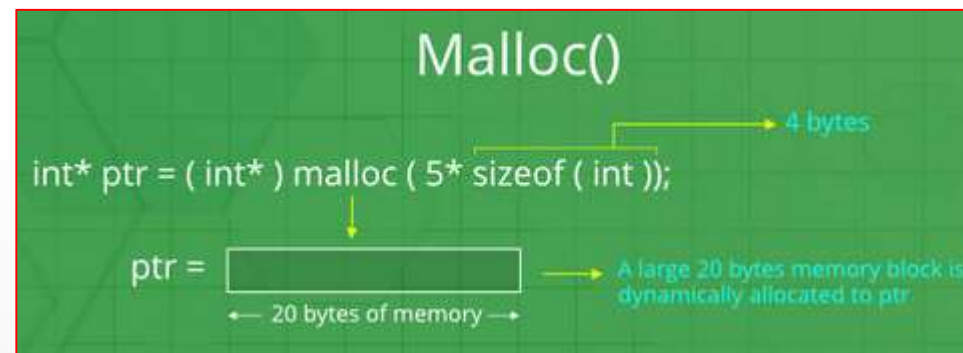 Malloc()
4 bytes
int* ptr = ( int* ) malloc ( 5* sizeof ( int ));
ptr =
A large 20 bytes memory block is
dynamically allocated to ptr
20 bytes of memory